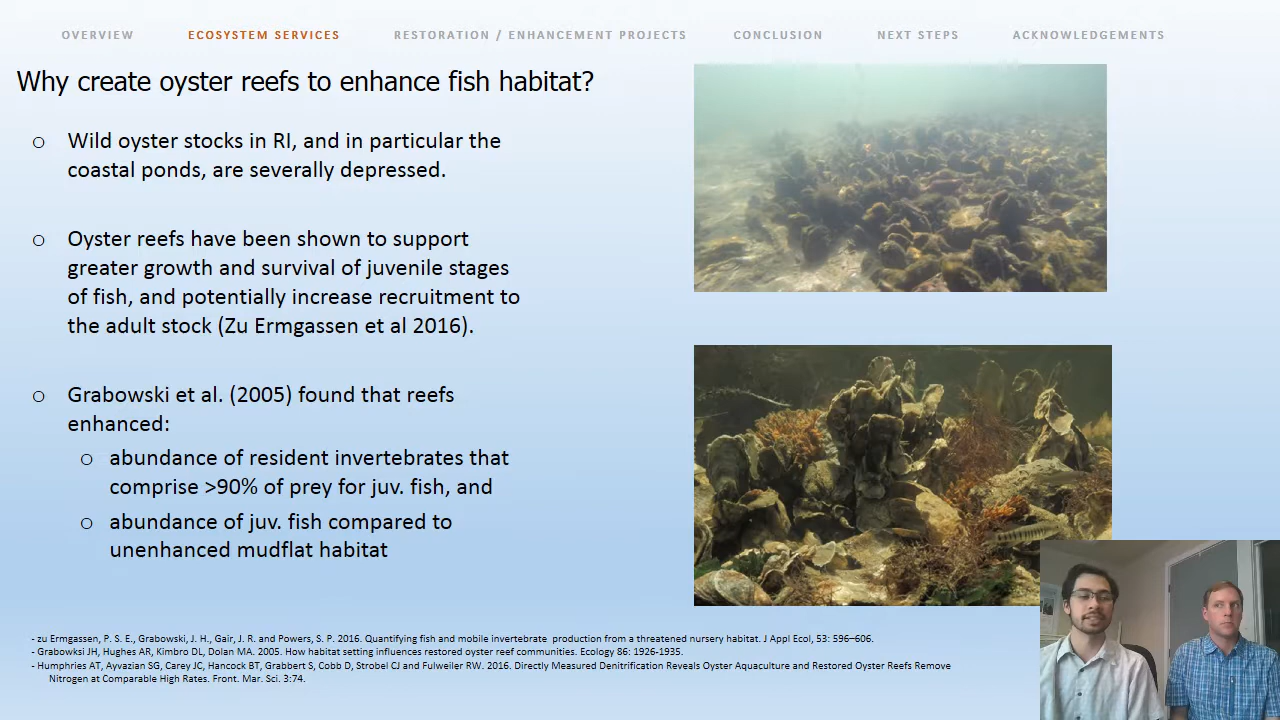 OVERVIEW ECOSYSTEM SERVICES RESTORATION / ENHANCEMENT PROJECTS CONCLUSION NEXT STEPS ACKNOWLEDGEMENTS
Why create oyster reefs to enhance fish habitat?
o Wild oyster stocks in RI, and in particular the
coastal ponds, are severally depressed.
o Oyster reefs have been shown to support
greater growth and survival of juvenile stages
of fish, and potentially increase recruitment to
the adult stock (Zu Ermgassen et al 2016).
o Grabowski et al. (2005) found that reefs
enhanced:
o abundance of resident invertebrates that
comprise >90% of prey for juv. fish, and
o abundance of juv. fish compared to
unenhanced mudflat habitat
- zu Ermgassen, P. S. E., Grabowski, J. H., Gair, J. R. and Powers, S. P. 2016. Quantifying fish and mobile invertebrate production from a threatened nursery habitat. J Appl Ecol, 53: 596–606.
- Grabowksi JH, Hughes AR, Kimbro DL, Dolan MA. 2005. How habitat setting influences restored oyster reef communities. Ecology 86: 1926-1935.
- Humphries AT, Ayvazian SG, Carey JC, Hancock BT, Grabbert S, Cobb D, Strobel CJ and Fulweiler RW. 2016. Directly Measured Denitrification Reveals Oyster Aquaculture and Restored Oyster Reefs Remove
Nitrogen at Comparable High Rates. Front. Mar. Sci. 3:74.